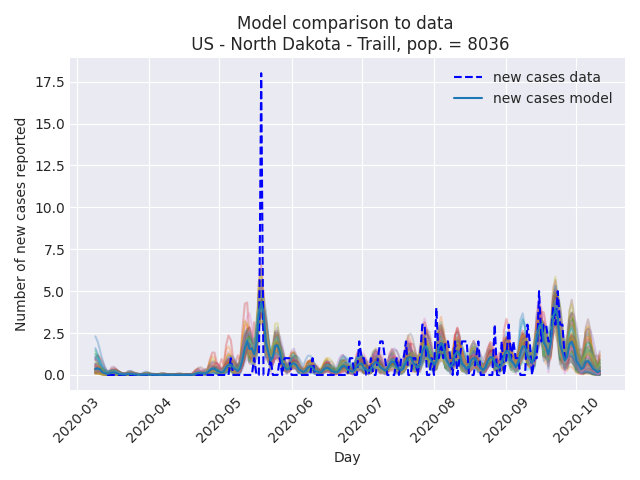 Model comparison to data
US - North Dakota - Traill, pop. = 8036
new cases data
new cases model
Number of new cases reported
17.5
15.0
12.5
10.0
7.5
5.0
2.5
0.0
2020-03
2020-04
2020-05
2020-06
2020-07
2020-08
2020-09
2020-10
Day